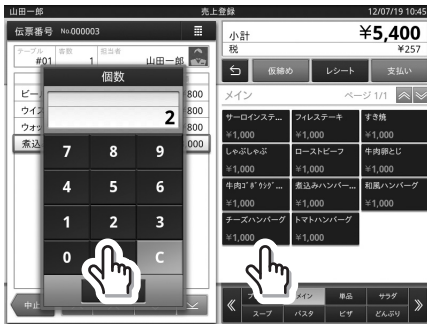 山田一郎
売上登録
12/07/19 10:45
伝票番号 No.000003
テーブル 客数 担当者
#01 1 山田一郎
個数
2
ビー
800
ウイス
800
ウォッ
800
煮込
,000
7 8 9
4 5 6
1 2 3
0 C
中止
小計 ¥5,400
税 ¥257
仮締め レシート 支払い
メイン ページ 1/1
サーロインステ... フィレステーキ すき焼
¥1,000 ¥1,000 ¥1,000
しゃぶしゃぶ ローストビーフ 牛肉卵とじ
¥1,000 ¥1,000 ¥1,000
牛肉ｺﾞﾎﾞｳｼｸﾞ... 煮込みハンバー... 和風ハンバーグ
¥1,000 ¥1,000 ¥1,000
チーズハンバーグ トマトハンバーグ
¥1,000 ¥1,000
メイン 単品 サラダ
スープ パスタ ピザ どんぶり